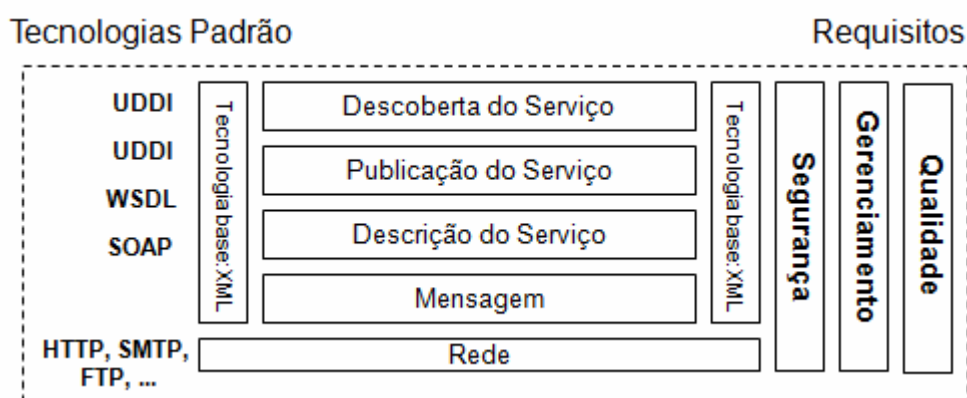 Tecnologias Padrão
Requisitos
UDDI
Descoberta do Serviço
UDDI
Publicação do Serviço
WSDL
Descrição do Serviço
SOAP
Mensagem
HTTP, SMTP,
FTP, ...
Rede
Tecnologia base:XML
Tecnologia base:XML
Segurança
Gerenciamento
Qualidade